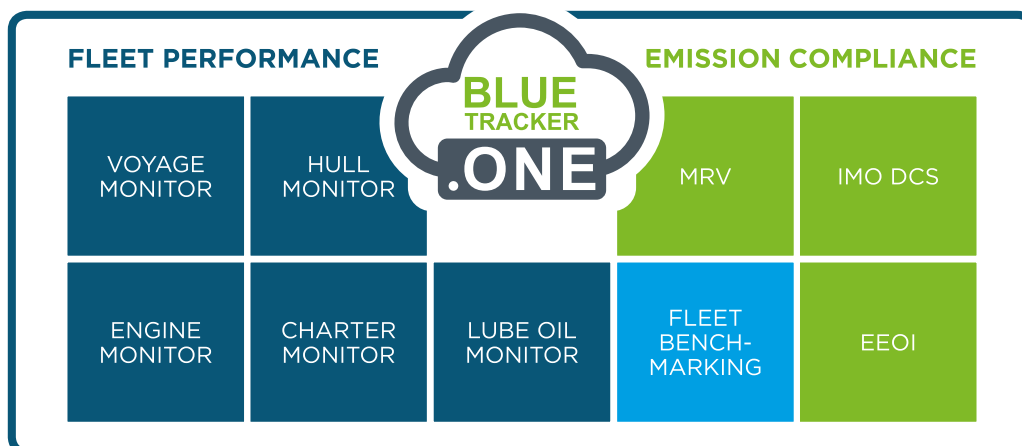 FLEET PERFORMANCE
EMISSION COMPLIANCE
BLUE
TRACKER
.ONE
VOYAGE
MONITOR
HULL
MONITOR
MRV
IMO DCS
ENGINE
MONITOR
CHARTER
MONITOR
LUBE OIL
MONITOR
FLEET
BENCH-
MARKING
EEOI